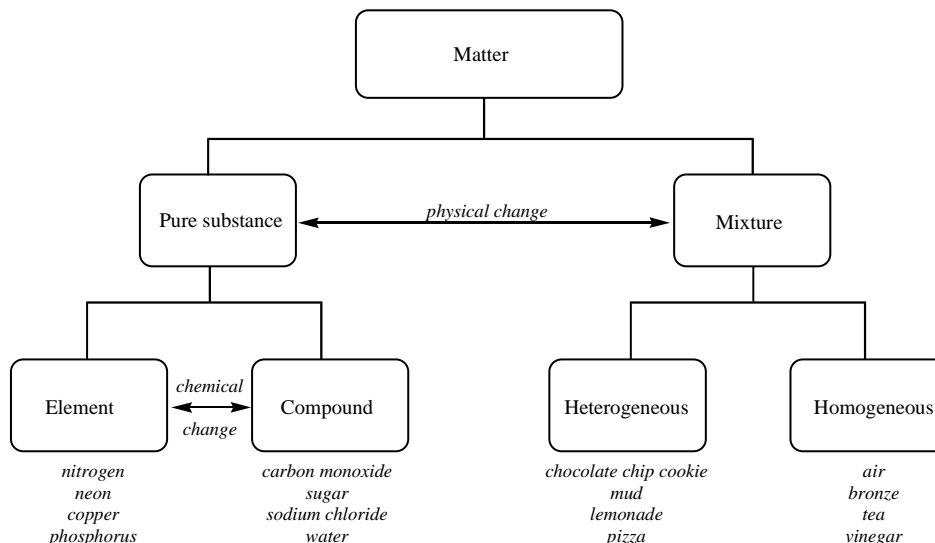 Matter
Pure substance
physical change
Mixture
Element
chemical
change
Compound
Heterogeneous
Homogeneous
nitrogen
neon
copper
phosphorus
carbon monoxide
sugar
sodium chloride
water
chocolate chip cookie
mud
lemonade
pizza
air
bronze
tea
vinegar